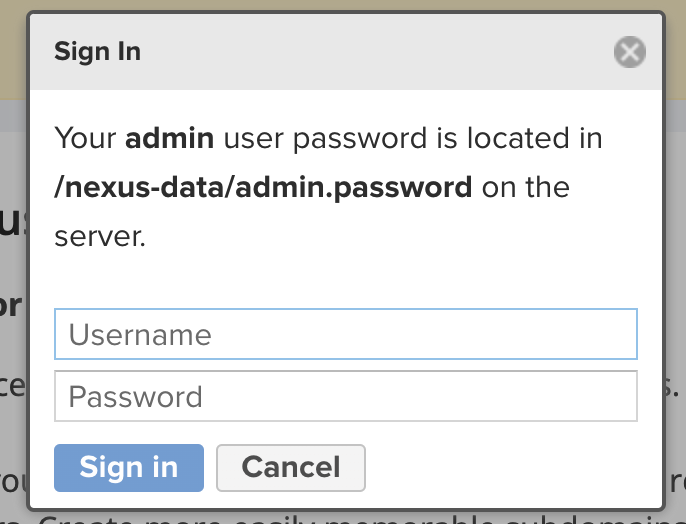 Sign In
Your admin user password is located in
/nexus-data/admin.password on the
server.
Username
Password
Sign in
Cancel